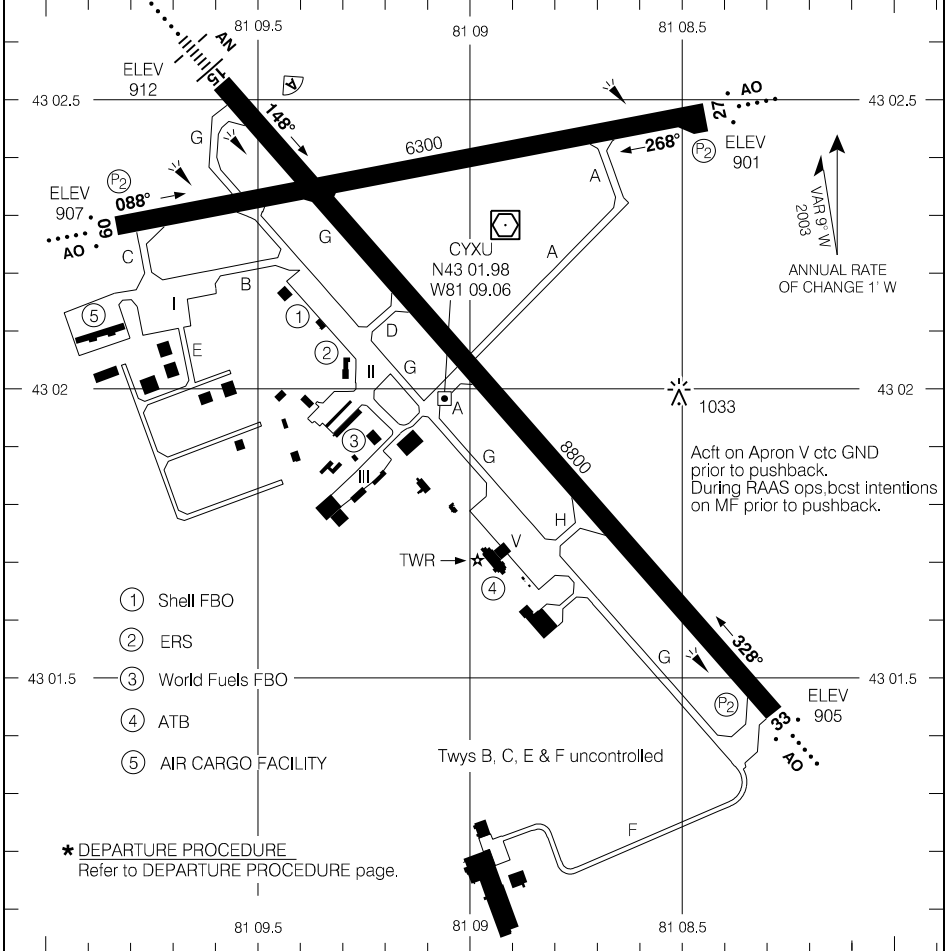 81 09.5
81 09
81 08.5
AN
ELEV
912
15
A
AO
43 02.5
27
43 02.5
148°
G
6300
268°
P2
ELEV
901
A
P2
088°
ELEV
907
09
AO
VAR 9° W
2003
G
CYXU
N43 01.98
W81 09.06
A
C
B
ANNUAL RATE
OF CHANGE 1' W
I
5
1
D
E
2
II
G
43 02
43 02
A
1033
3
8800
G
III
Acft on Apron V ctc GND
prior to pushback.
During RAAS ops,bcst intentions
on MF prior to pushback.
H
V
TWR
4
1 Shell FBO
2 ERS
3 World Fuels FBO
4 ATB
5 AIR CARGO FACILITY
328°
G
43 01.5
43 01.5
P2
ELEV
905
33
AO
Twys B, C, E & F uncontrolled
F
* DEPARTURE PROCEDURE
Refer to DEPARTURE PROCEDURE page.
81 09.5
81 09
81 08.5